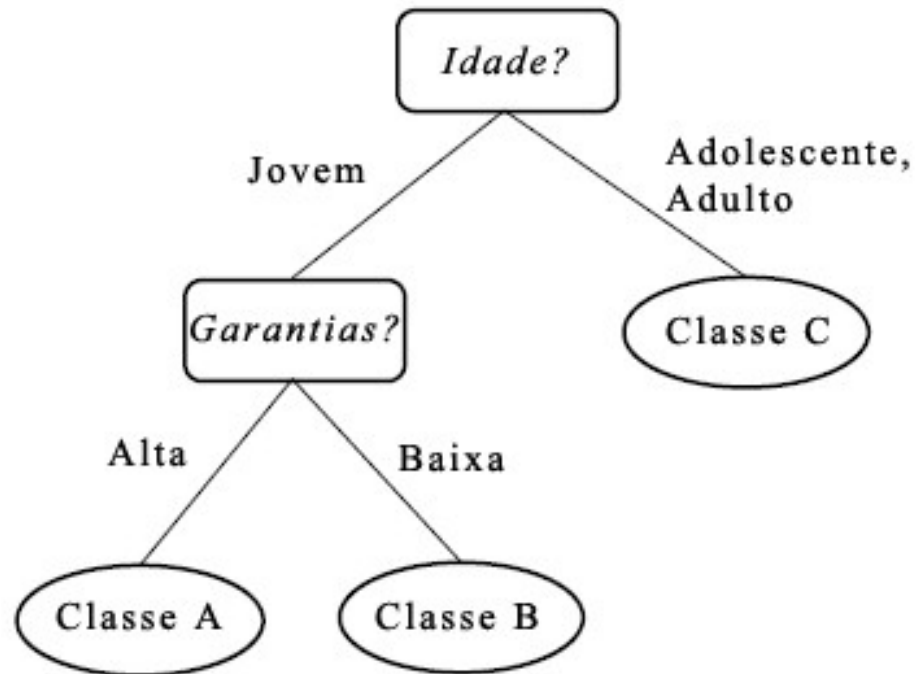 Idade?
Jovem
Adolescente,
Adulto
Garantias?
Classe C
Alta
Baixa
Classe A
Classe B